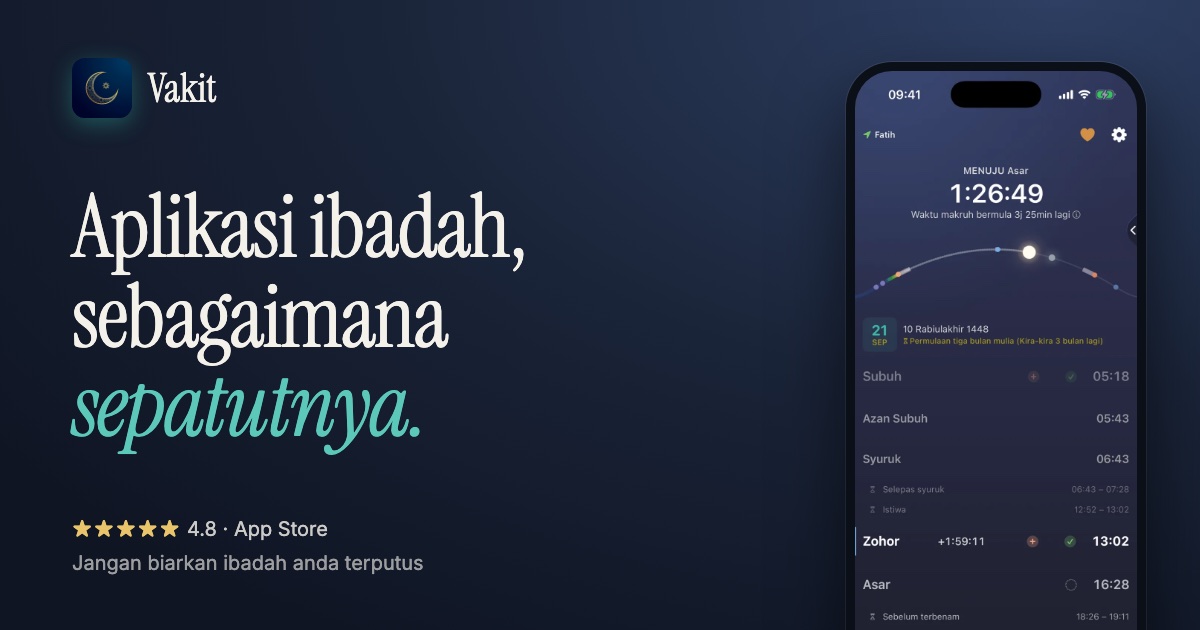 Vakit
Aplikasi ibadah,
sebagaimana
sepatutnya.
4.8 · App Store
Jangan biarkan ibadah anda terputus
09:41
Fatih
MENUJU Asar
1:26:49
Waktu makruh bermula 3j 25min lagi
21
SEP
10 Rabiulakhir 1448
Permulaan tiga bulan mulia (Kira-kira 3 bulan lagi)
Subuh 05:18
Azan Subuh 05:43
Syuruk 06:43
Selepas syuruk 06:43 – 07:28
Istiwa 12:52 – 13:02
Zohor +1:59:11 13:02
Asar 16:28
Sebelum terbenam 18:26 – 19:11